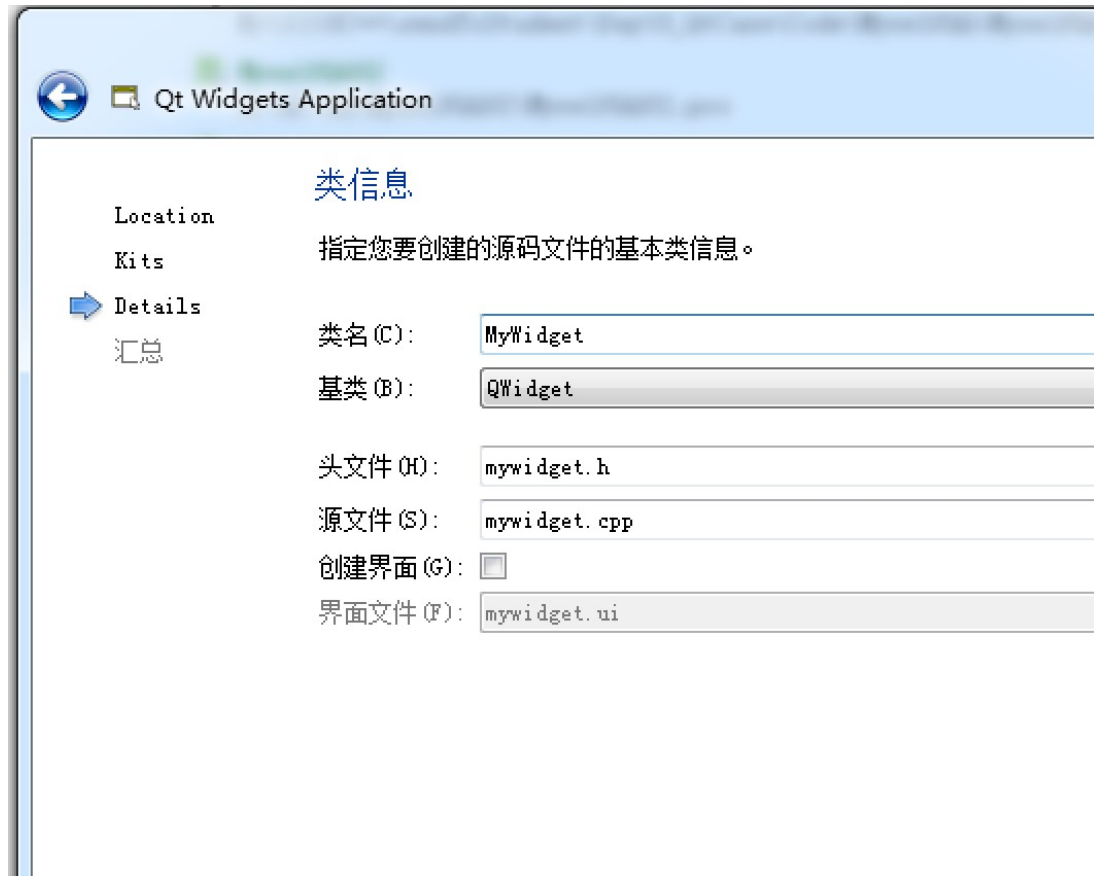 Qt Widgets Application
类信息
Location
Kits
Details
汇总
指定您要创建的源码文件的基本类信息。
类名(C): MyWidget
基类(B): QWidget
头文件(H): mywidget.h
源文件(S): mywidget.cpp
创建界面(G):
界面文件(F): mywidget.ui